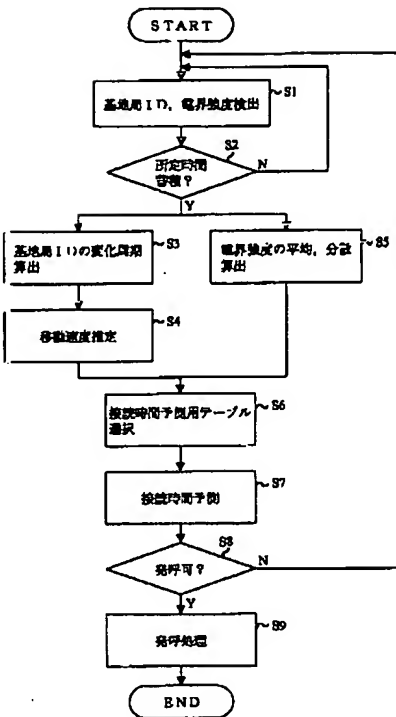 START
基地局ID，電界強度検出
S1
所定時間
蓄積？
S2
N
Y
基地局IDの変化周期
算出
S3
電界強度の平均，分散
算出
S5
移動速度推定
S4
接続時間予測用テーブル
選択
S6
接続時間予測
S7
発呼可？
S8
N
Y
発呼処理
S9
END